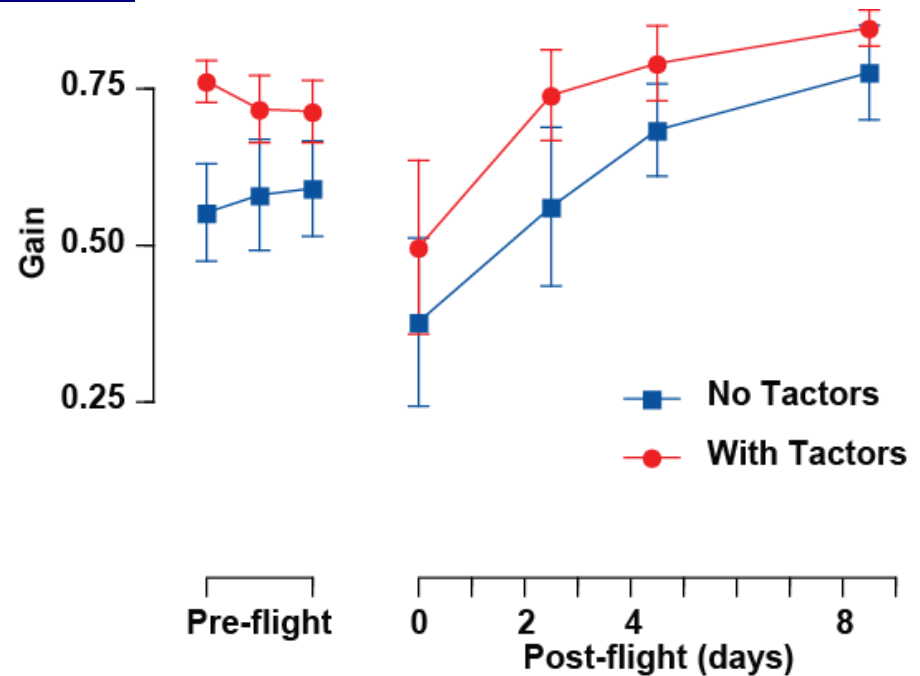 0.75
0.50
0.25
Gain
No Tactors
With Tactors
Pre-flight
0 2 4 8
Post-flight (days)